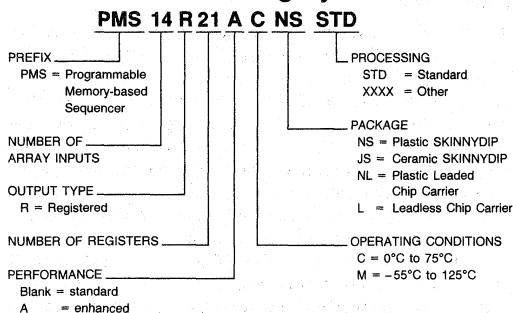 PMS 14 R 21 A C NS STD
PREFIX
PMS = Programmable
Memory-based
Sequencer
NUMBER OF
ARRAY INPUTS
OUTPUT TYPE
R = Registered
NUMBER OF REGISTERS
PERFORMANCE
Blank = standard
A = enhanced
PROCESSING
STD = Standard
XXXX = Other
PACKAGE
NS = Plastic SKINNYDIP
JS = Ceramic SKINNYDIP
NL = Plastic Leaded
Chip Carrier
L = Leadless Chip Carrier
OPERATING CONDITIONS
C = 0°C to 75°C
M = −55°C to 125°C